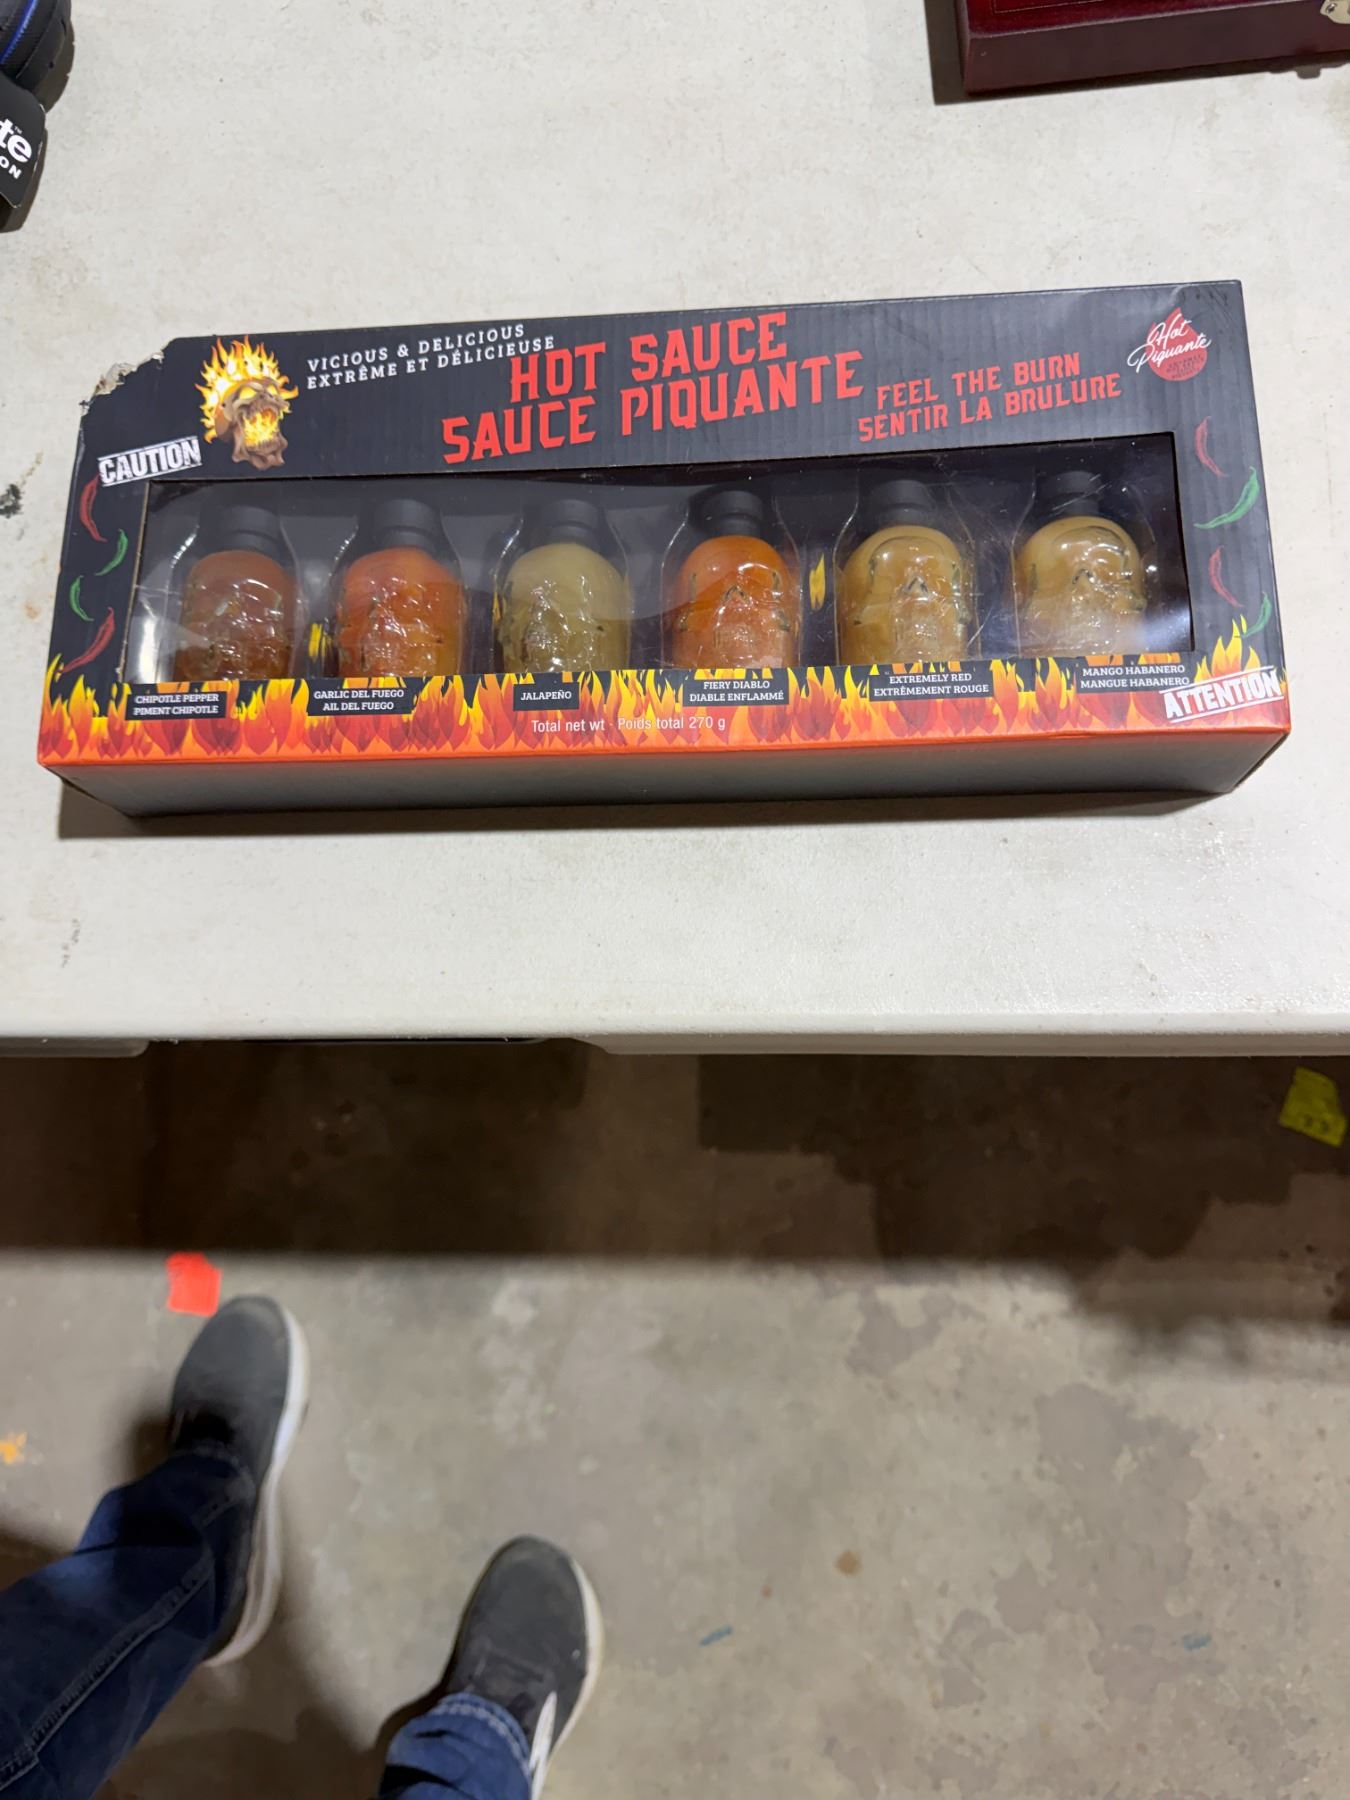 te
ON
VICIOUS & DELICIOUS
EXTRÊME ET DÉLICIEUSE
HOT SAUCE
SAUCE PIQUANTE
FEEL THE BURN
SENTIR LA BRULURE
Hot
Piquante
CAUTION
CHIPOTLE PEPPER
PIMENT CHIPOTLE
GARLIC DEL FUEGO
AIL DEL FUEGO
JALAPEÑO
FIERY DIABLO
DIABLE ENFLAMMÉ
EXTREMELY RED
EXTRÊMEMENT ROUGE
MANGO HABANERO
MANGUE HABANERO
ATTENTION
Total net wt - Poids total 270 g